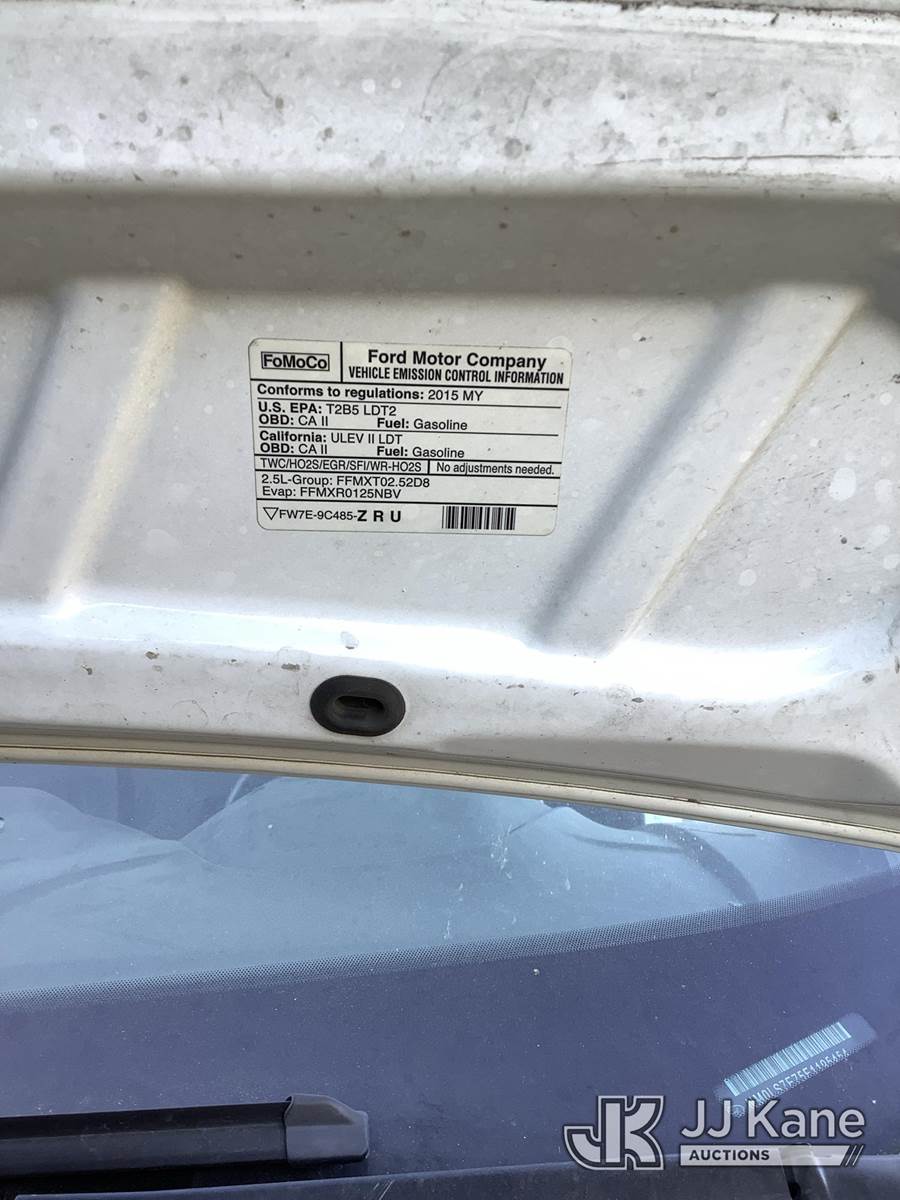 FoMoCo
Ford Motor Company
VEHICLE EMISSION CONTROL INFORMATION
Conforms to regulations: 2015 MY
U.S. EPA: T2B5 LDT2
OBD: CA II Fuel: Gasoline
California: ULEV II LDT
OBD: CA II Fuel: Gasoline
TWC/HO2S/EGR/SFI/WR-HO2S No adjustments needed.
2.5L-Group: FFMXT02.52D8
Evap: FFMXR0125NBV
FW7E-9C485-Z R U
JK JJ Kane
AUCTIONS